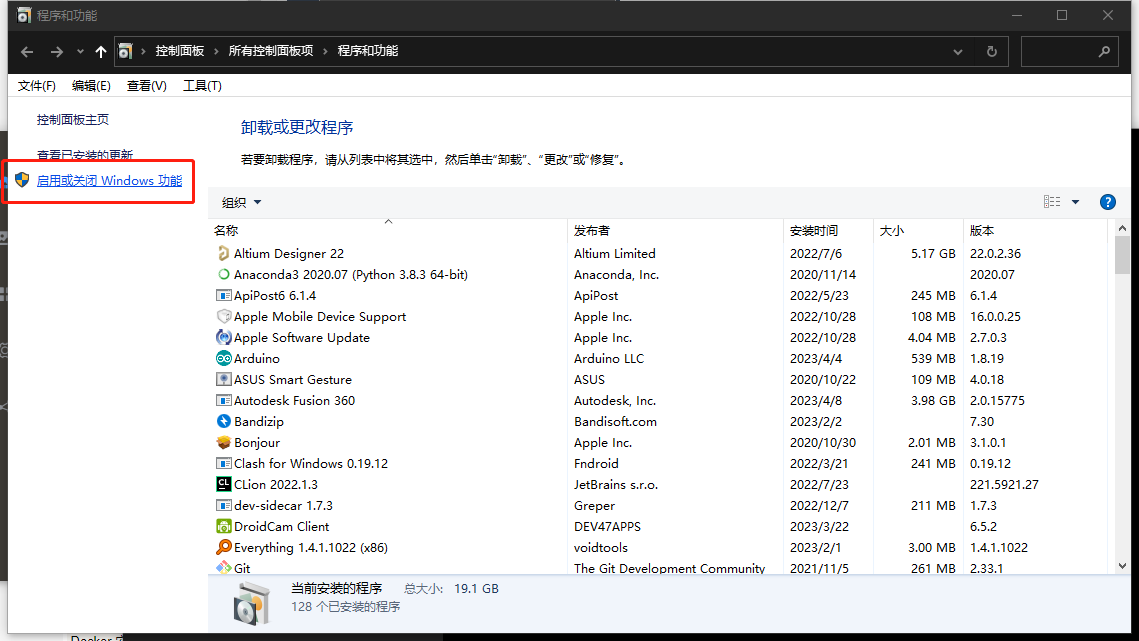 程序和功能
控制面板 › 所有控制面板项 › 程序和功能
文件(F) 编辑(E) 查看(V) 工具(T)
控制面板主页
查看已安装的更新
启用或关闭 Windows 功能
卸载或更改程序
若要卸载程序，请从列表中将其选中，然后单击“卸载”、“更改”或“修复”。
组织
名称 发布者 安装时间 大小 版本
Altium Designer 22 Altium Limited 2022/7/6 5.17 GB 22.0.2.36
Anaconda3 2020.07 (Python 3.8.3 64-bit) Anaconda, Inc. 2020/11/14 2020.07
ApiPost6 6.1.4 ApiPost 2022/5/23 245 MB 6.1.4
Apple Mobile Device Support Apple Inc. 2022/10/28 108 MB 16.0.0.25
Apple Software Update Apple Inc. 2022/10/28 4.04 MB 2.7.0.3
Arduino Arduino LLC 2023/4/4 539 MB 1.8.19
ASUS Smart Gesture ASUS 2020/10/22 109 MB 4.0.18
Autodesk Fusion 360 Autodesk, Inc. 2023/4/8 3.98 GB 2.0.15775
Bandizip Bandisoft.com 2023/2/2 7.30
Bonjour Apple Inc. 2020/10/30 2.01 MB 3.1.0.1
Clash for Windows 0.19.12 Fndroid 2022/3/21 241 MB 0.19.12
CLion 2022.1.3 JetBrains s.r.o. 2022/7/23 221.5921.27
dev-sidecar 1.7.3 Greper 2022/12/7 211 MB 1.7.3
DroidCam Client DEV47APPS 2023/3/22 6.5.2
Everything 1.4.1.1022 (x86) voidtools 2023/2/1 3.00 MB 1.4.1.1022
Git The Git Development Community 2021/11/5 261 MB 2.33.1
当前安装的程序 总大小: 19.1 GB
128 个已安装的程序